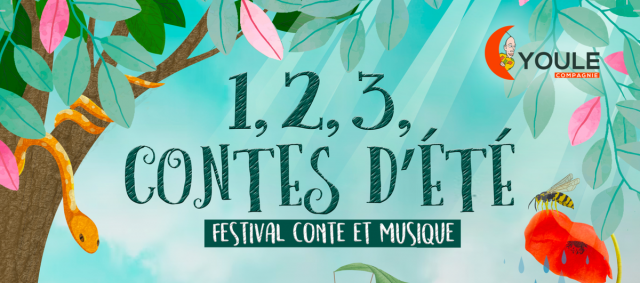 YOULE
COMPAGNIE
1, 2, 3,
CONTES D'ÉTÉ
FESTIVAL CONTE ET MUSIQUE